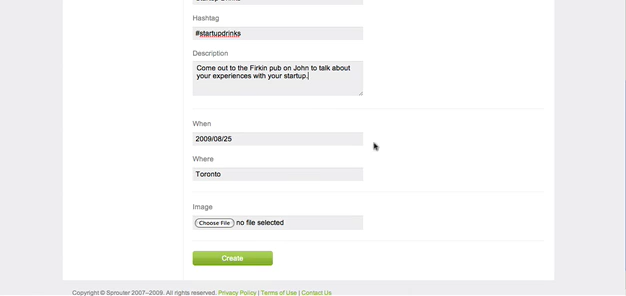 Hashtag
#startupdrinks
Description
Come out to the Firkin pub on John to talk about
your experiences with your startup.
When
2009/08/25
Where
Toronto
Image
Choose File no file selected
Create
Copyright © Sprouter 2007–2009. All rights reserved. Privacy Policy | Terms of Use | Contact Us